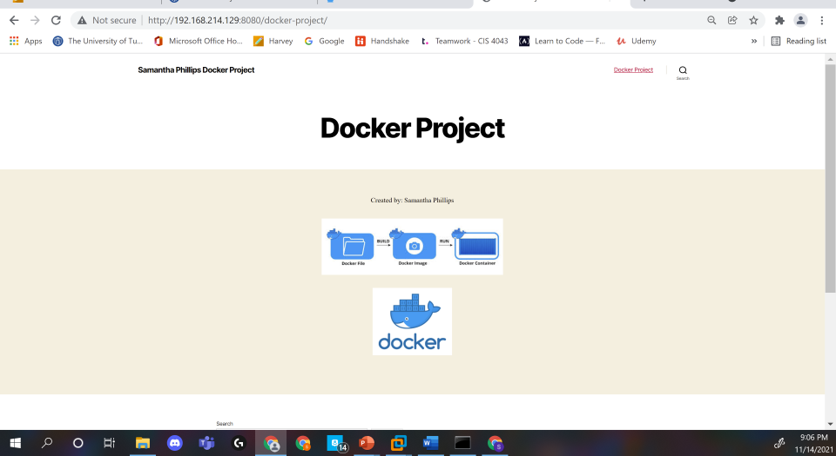 Not secure | http://192.168.214.129:8080/docker-project/
Apps
The University of Tu...
Microsoft Office Ho...
Harvey
Google
Handshake
Teamwork - CIS 4043
Learn to Code — F...
Udemy
»
Reading list
Samantha Phillips Docker Project
Docker Project
Search
Docker Project
Created by: Samantha Phillips
BUILD
RUN
Docker File
Docker Image
Docker Container
docker
Search
14
9:06 PM
11/14/2021